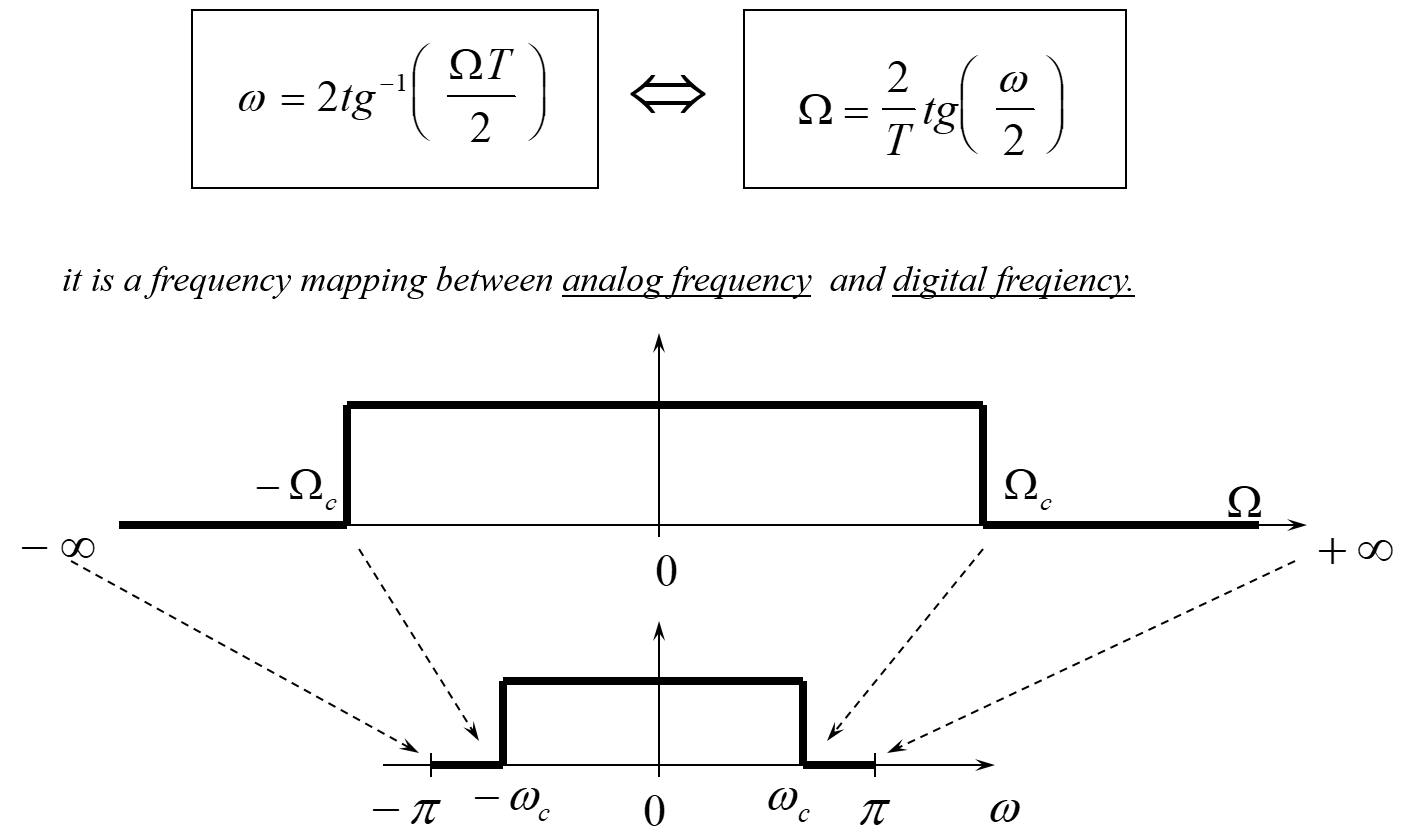 ω = 2tg⁻¹(ΩT/2) ⇔ Ω = 2/T tg(ω/2)
it is a frequency mapping between analog frequency and digital freqiency.
− Ω_c Ω_c Ω
− ∞ 0 + ∞
− π − ω_c 0 ω_c π ω